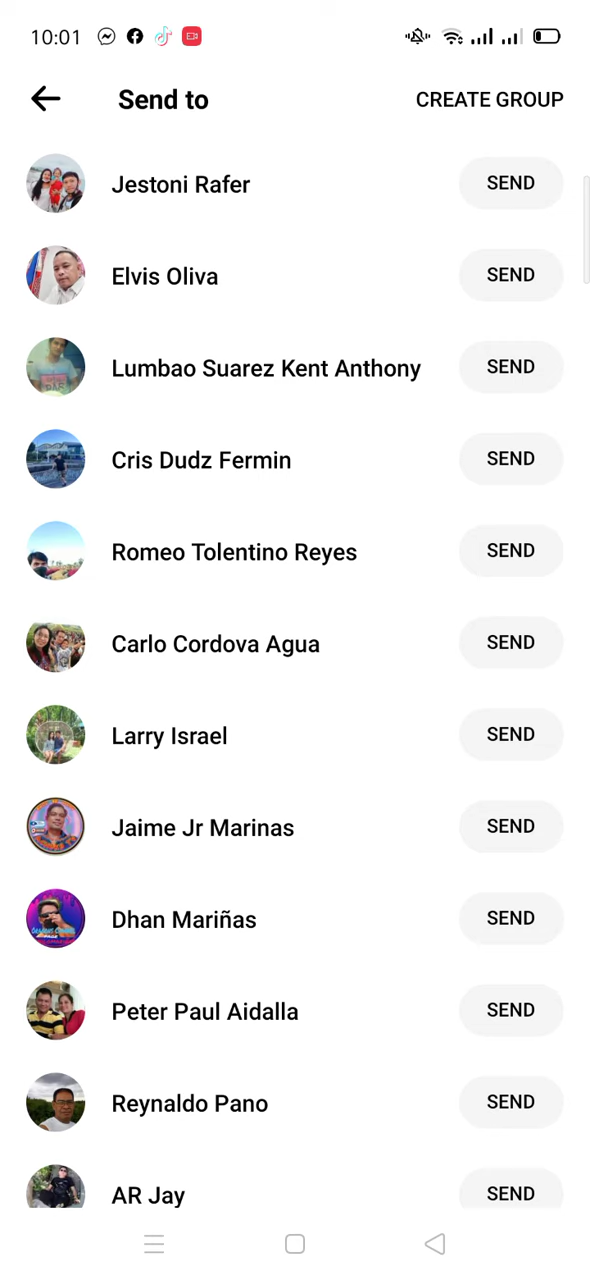 10:01
Send to
CREATE GROUP
Jestoni Rafer
SEND
Elvis Oliva
SEND
Lumbao Suarez Kent Anthony
SEND
Cris Dudz Fermin
SEND
Romeo Tolentino Reyes
SEND
Carlo Cordova Agua
SEND
Larry Israel
SEND
Jaime Jr Marinas
SEND
Dhan Mariñas
SEND
Peter Paul Aidalla
SEND
Reynaldo Pano
SEND
AR Jay
SEND